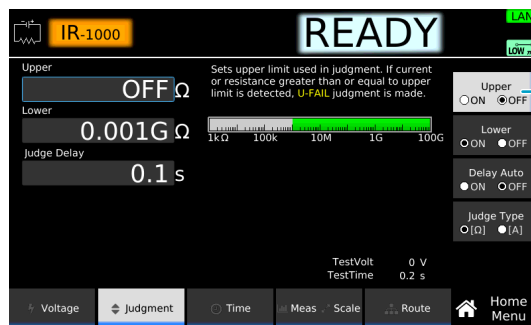 IR-1000
READY
LAN
LOW
Upper
OFF Ω
Sets upper limit used in judgment. If current
or resistance greater than or equal to upper
limit is detected, U-FAIL judgment is made.
Lower
0.001G Ω
1kΩ 100k 10M 1G 100G
Judge Delay
0.1 s
Upper
ON OFF
Lower
ON OFF
Delay Auto
ON OFF
Judge Type
[Ω] [A]
TestVolt 0 V
TestTime 0.2 s
Voltage
Judgment
Time
Meas
Scale
Route
Home
Menu